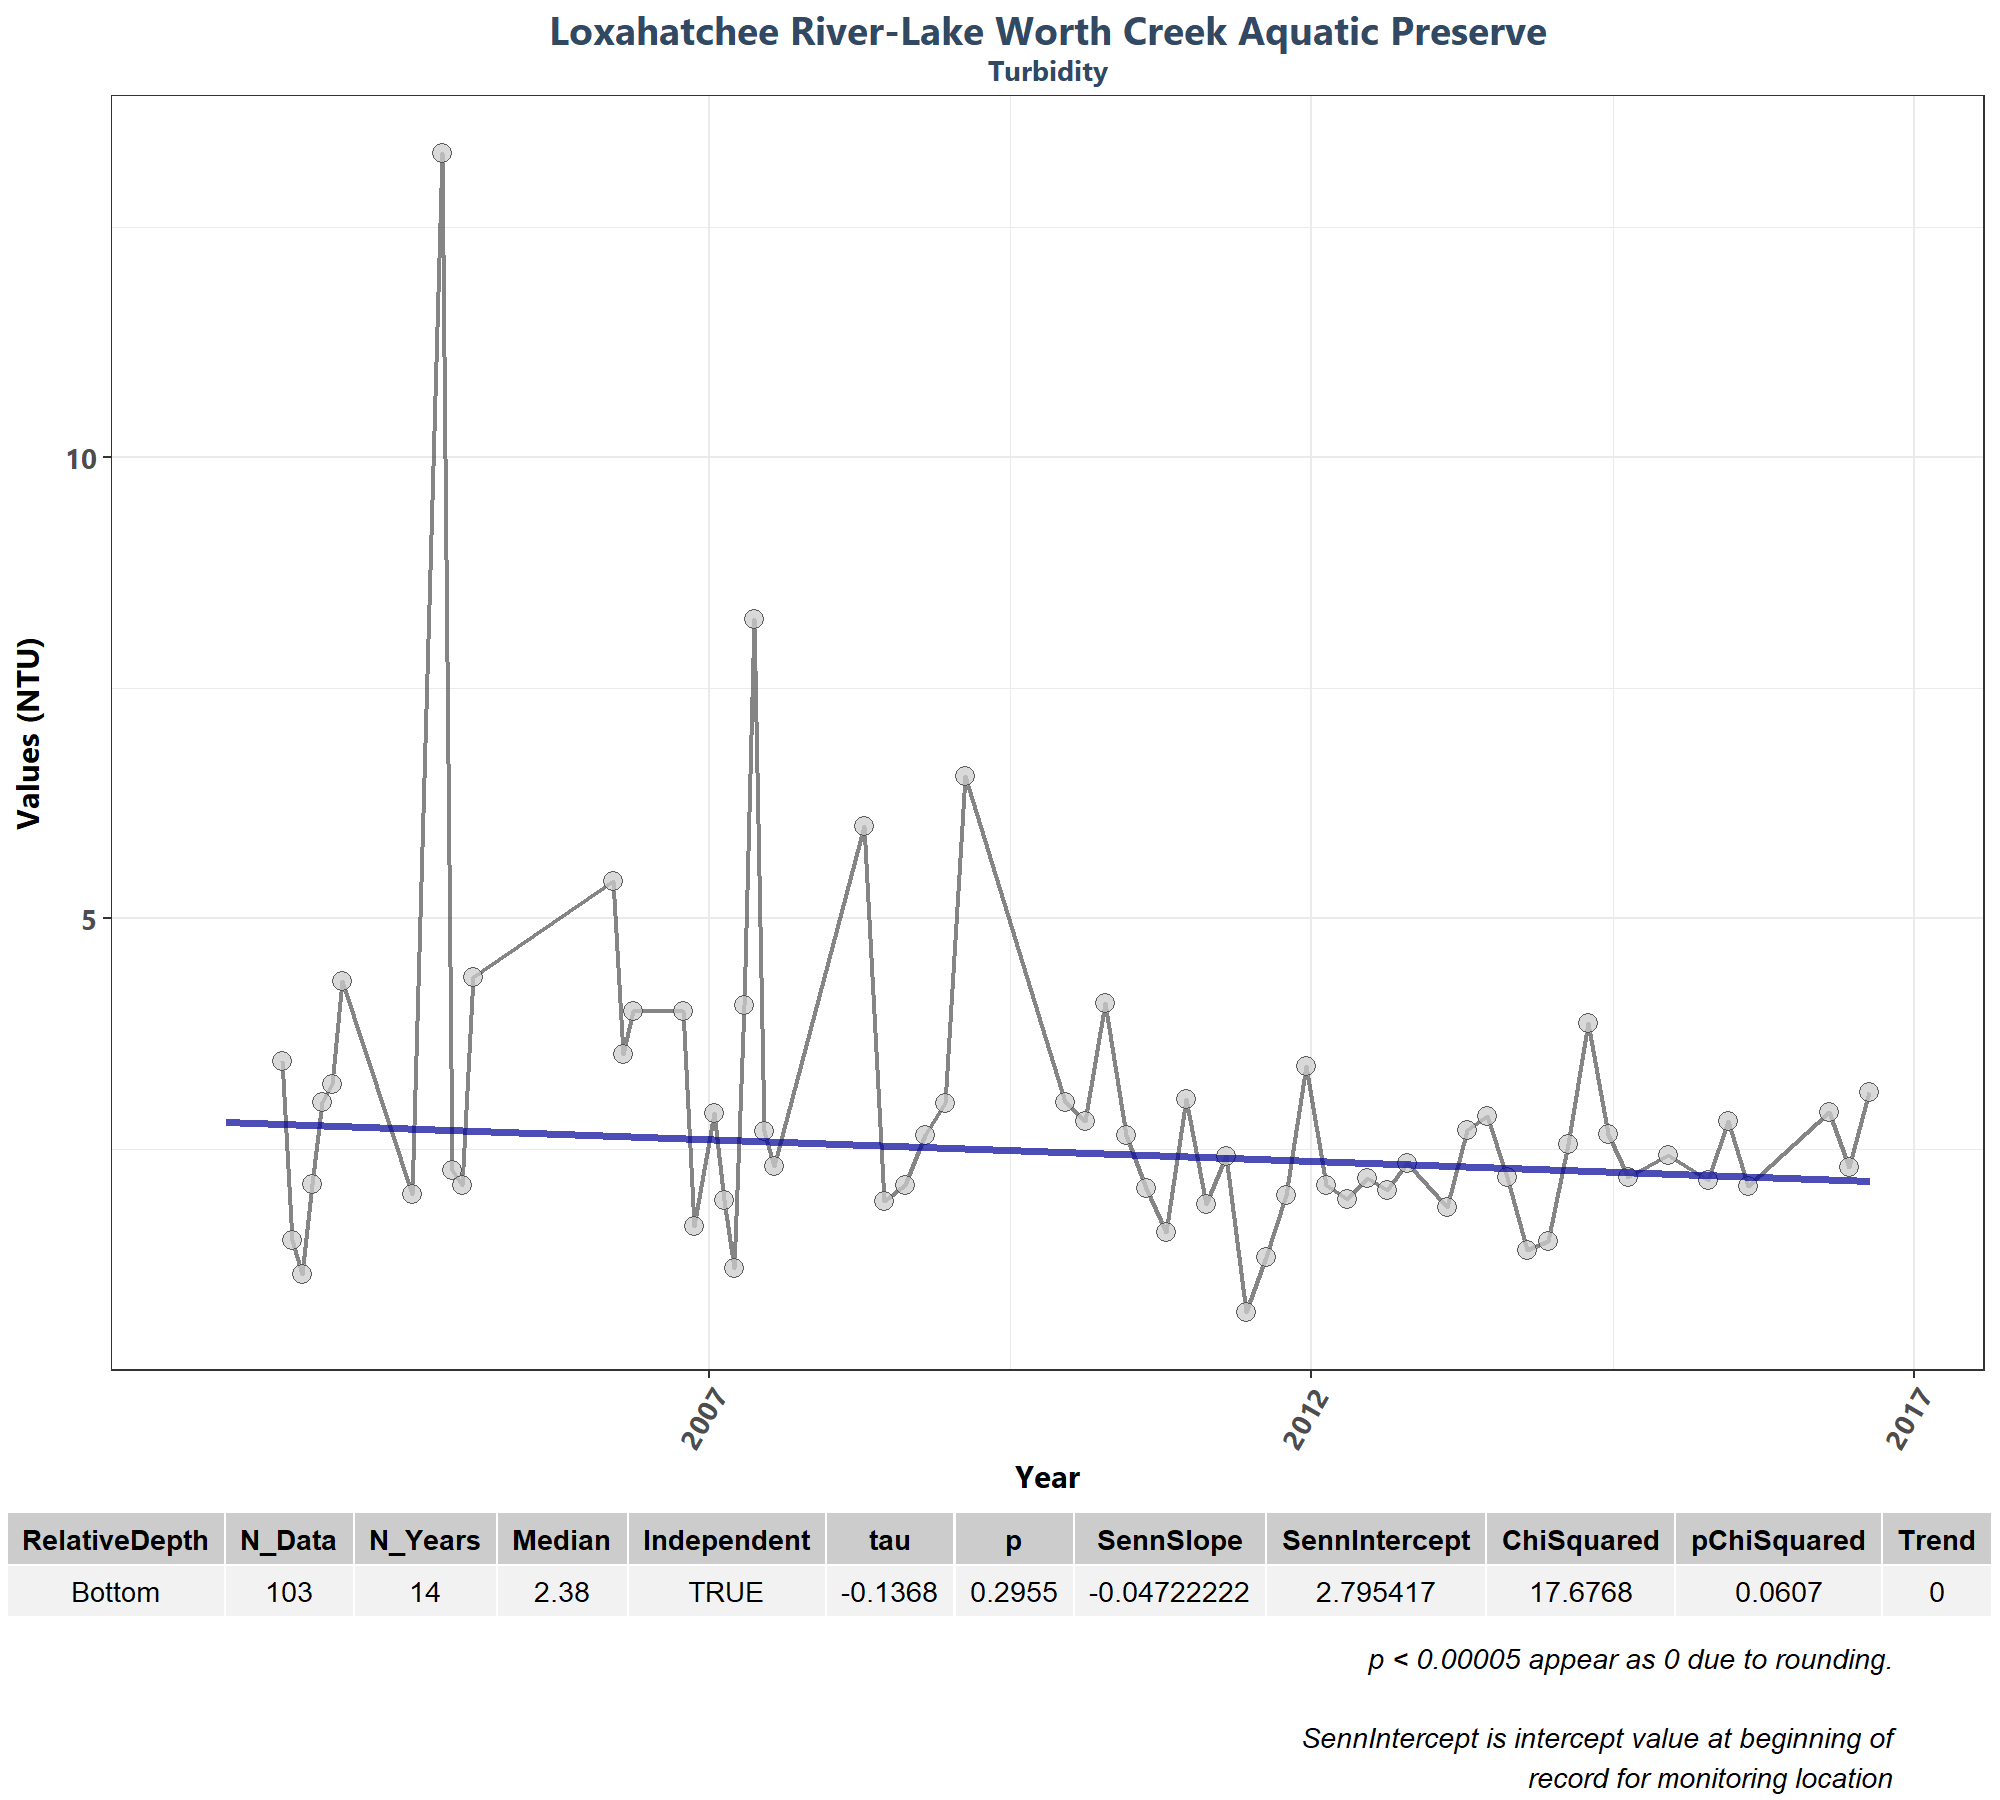 Loxahatchee River-Lake Worth Creek Aquatic Preserve
Turbidity
Values (NTU)
10
5
2007
2012
2017
Year
RelativeDepth N_Data N_Years Median Independent tau p SennSlope SennIntercept ChiSquared pChiSquared Trend
Bottom 103 14 2.38 TRUE -0.1368 0.2955 -0.04722222 2.795417 17.6768 0.0607 0
p < 0.00005 appear as 0 due to rounding.
SennIntercept is intercept value at beginning of
record for monitoring location